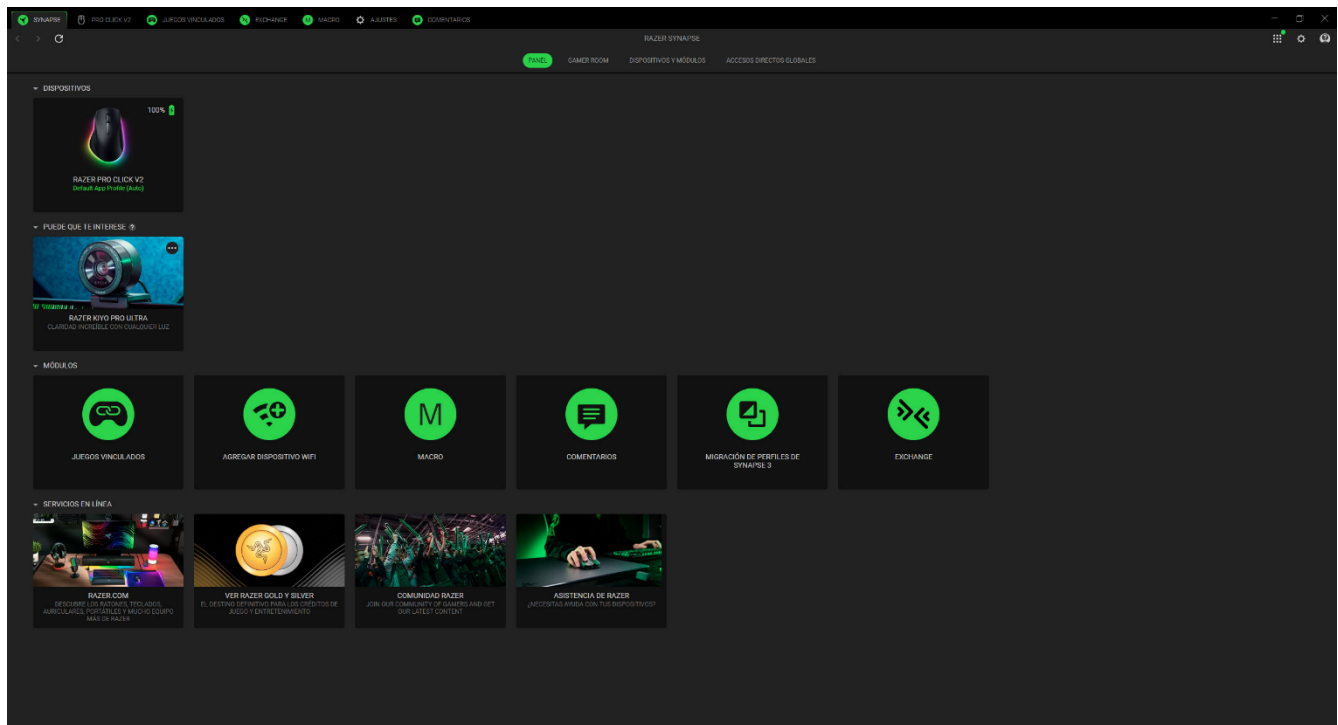 SYNAPSE PRO CLICK V2 JUEGOS VINCULADOS EXCHANGE MACRO AJUSTES COMENTARIOS
RAZER SYNAPSE
PANEL GAMER ROOM DISPOSITIVOS Y MÓDULOS ACCESOS DIRECTOS GLOBALES
DISPOSITIVOS
100%
RAZER PRO CLICK V2
Default App Profile (Auto)
PUEDE QUE TE INTERESE
RAZER KIYO PRO ULTRA
CLARIDAD INCREÍBLE CON CUALQUIER LUZ
MÓDULOS
M
JUEGOS VINCULADOS
AGREGAR DISPOSITIVO WIFI
MACRO
COMENTARIOS
MIGRACIÓN DE PERFILES DE
SYNAPSE 3
EXCHANGE
SERVICIOS EN LÍNEA
RAZER.COM
DESCUBRE LOS RATONES, TECLADOS,
AURICULARES, PORTÁTILES Y MUCHO EQUIPO
MÁS DE RAZER
VER RAZER GOLD Y SILVER
EL DESTINO DEFINITIVO PARA LOS CRÉDITOS DE
JUEGO Y ENTRETENIMIENTO
COMUNIDAD RAZER
JOIN OUR COMMUNITY OF GAMERS AND GET
OUR LATEST CONTENT
ASISTENCIA DE RAZER
¿NECESITAS AYUDA CON TUS DISPOSITIVOS?